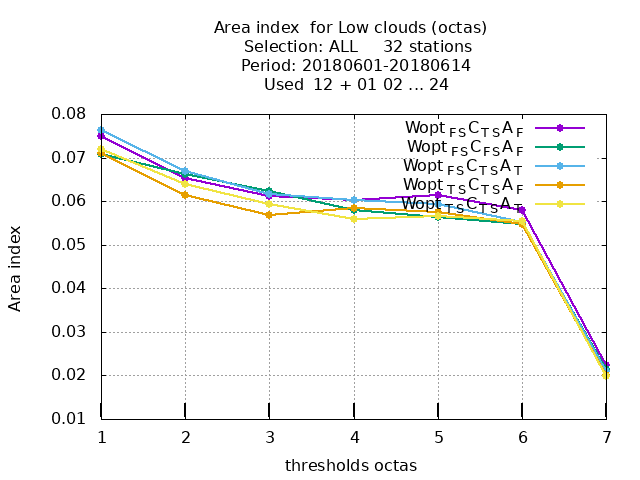 Area index  for Low clouds (octas)
Selection: ALL     32 stations
Period: 20180601-20180614
Used  12 + 01 02 ... 24
Wopt FS C TS A F
Wopt FS C FS A F
Wopt FS C TS A T
Wopt TS C TS A F
Wopt TS C TS A T
0.08
0.07
0.06
0.05
0.04
0.03
0.02
0.01
Area index
1 2 3 4 5 6 7
thresholds octas